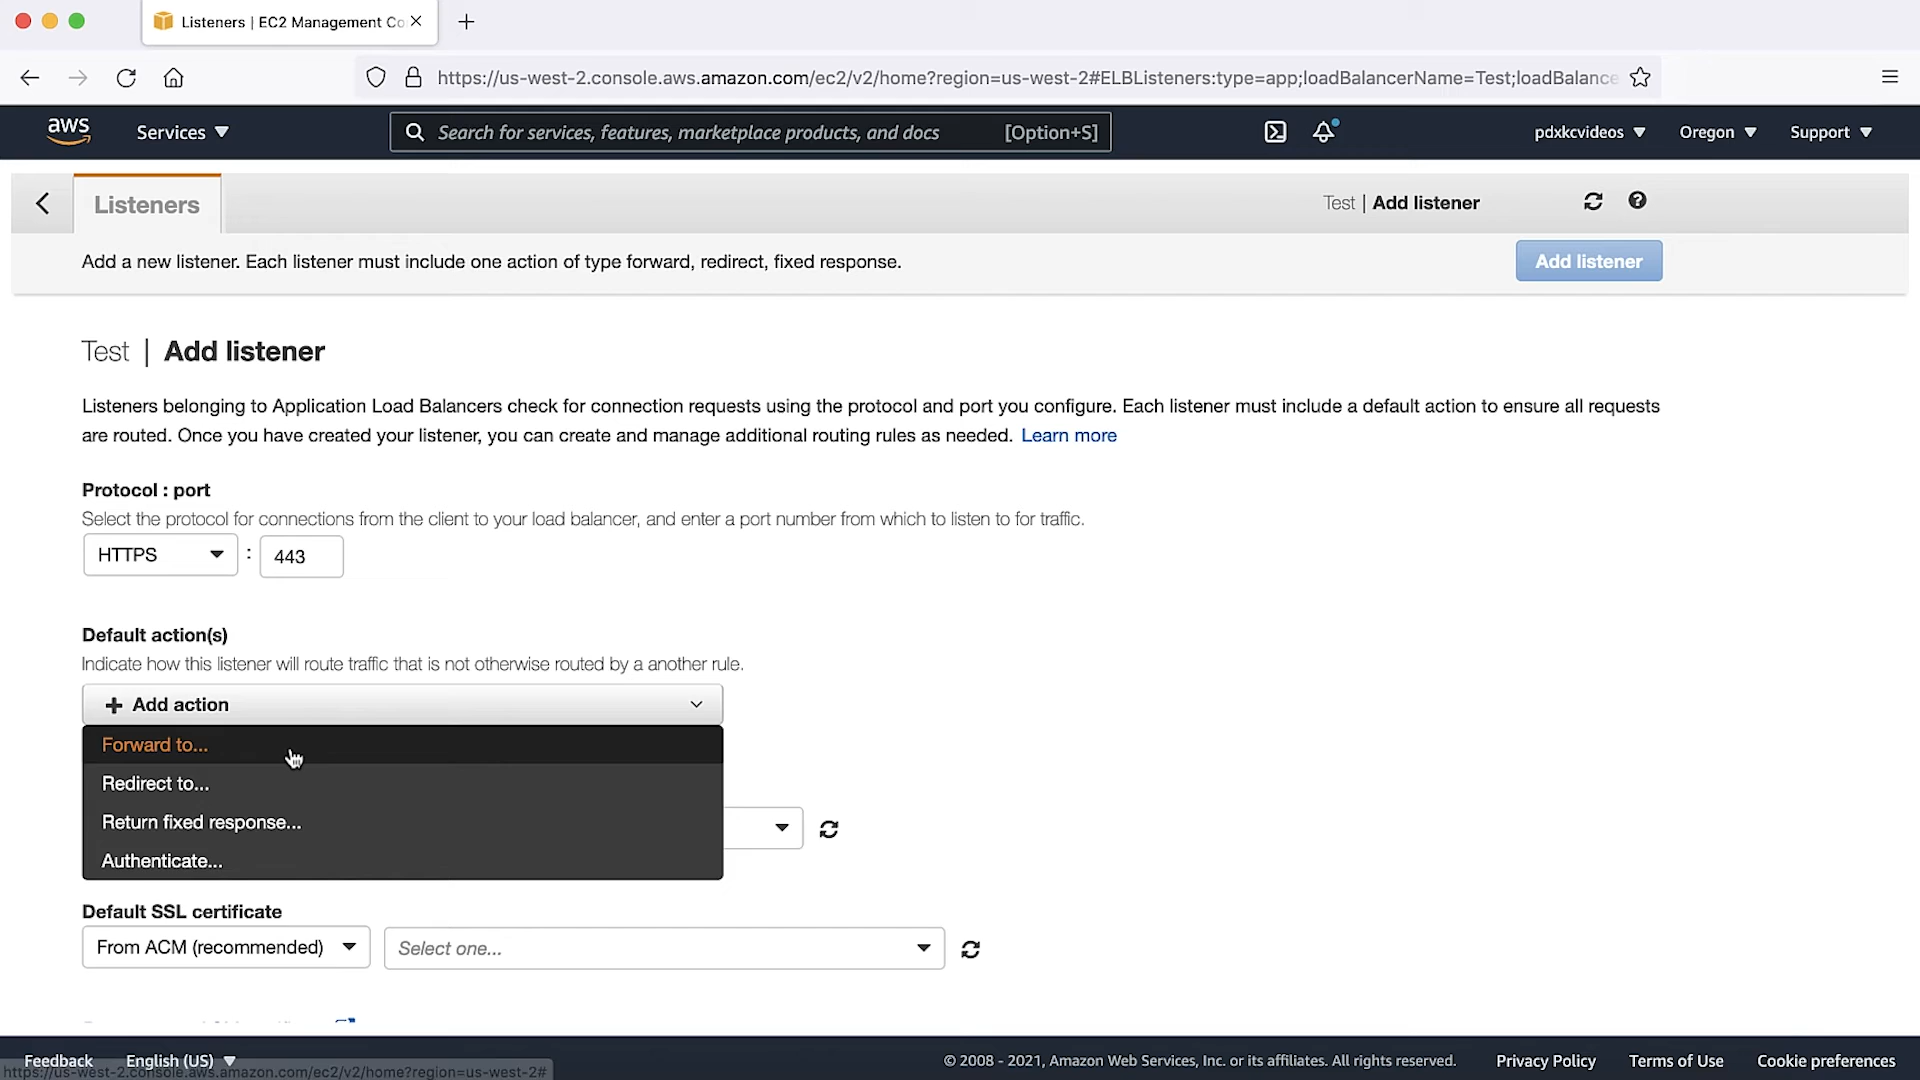 Listeners | EC2 Management Co
https://us-west-2.console.aws.amazon.com/ec2/v2/home?region=us-west-2#ELBListeners:type=app;loadBalancerName=Test;loadBalance
aws
Services
Search for services, features, marketplace products, and docs [Option+S]
pdxkcvideos
Oregon
Support
Listeners
Test | Add listener
Add a new listener. Each listener must include one action of type forward, redirect, fixed response.
Add listener
Test | Add listener
Listeners belonging to Application Load Balancers check for connection requests using the protocol and port you configure. Each listener must include a default action to ensure all requests
are routed. Once you have created your listener, you can create and manage additional routing rules as needed. Learn more
Protocol : port
Select the protocol for connections from the client to your load balancer, and enter a port number from which to listen to for traffic.
HTTPS : 443
Default action(s)
Indicate how this listener will route traffic that is not otherwise routed by a another rule.
Add action
Forward to...
Redirect to...
Return fixed response...
Authenticate...
Default SSL certificate
From ACM (recommended)
Select one...
Feedback
English (US)
© 2008 - 2021, Amazon Web Services, Inc. or its affiliates. All rights reserved.
Privacy Policy
Terms of Use
Cookie preferences
https://us-west-2.console.aws.amazon.com/ec2/v2/home?region=us-west-2#